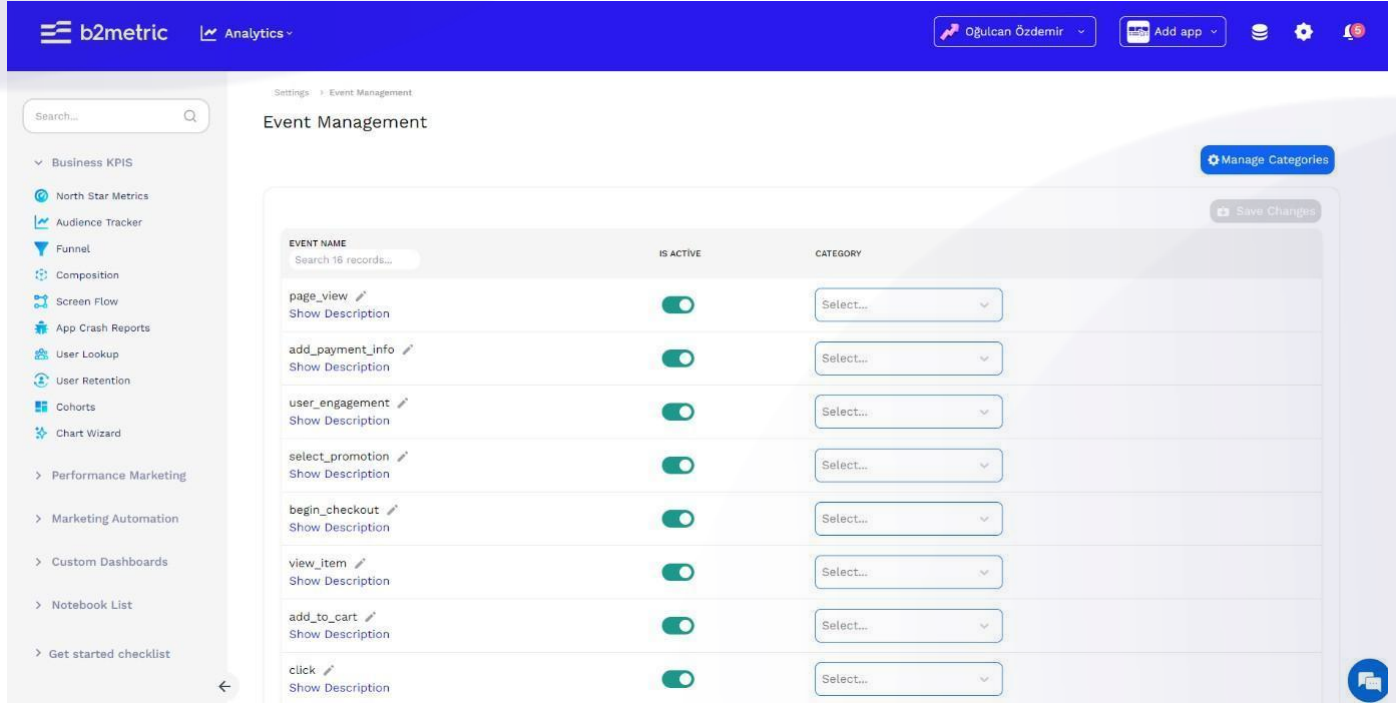 b2metric
Analytics
Oğulcan Özdemir
Add app
5
Search...
Business KPIS
North Star Metrics
Audience Tracker
Funnel
Composition
Screen Flow
App Crash Reports
User Lookup
User Retention
Cohorts
Chart Wizard
Performance Marketing
Marketing Automation
Custom Dashboards
Notebook List
Get started checklist
Settings > Event Management
Event Management
Manage Categories
Save Changes
EVENT NAME
Search 16 records...
IS ACTİVE
CATEGORY
page_view
Show Description
Select...
add_payment_info
Show Description
Select...
user_engagement
Show Description
Select...
select_promotion
Show Description
Select...
begin_checkout
Show Description
Select...
view_item
Show Description
Select...
add_to_cart
Show Description
Select...
click
Show Description
Select...